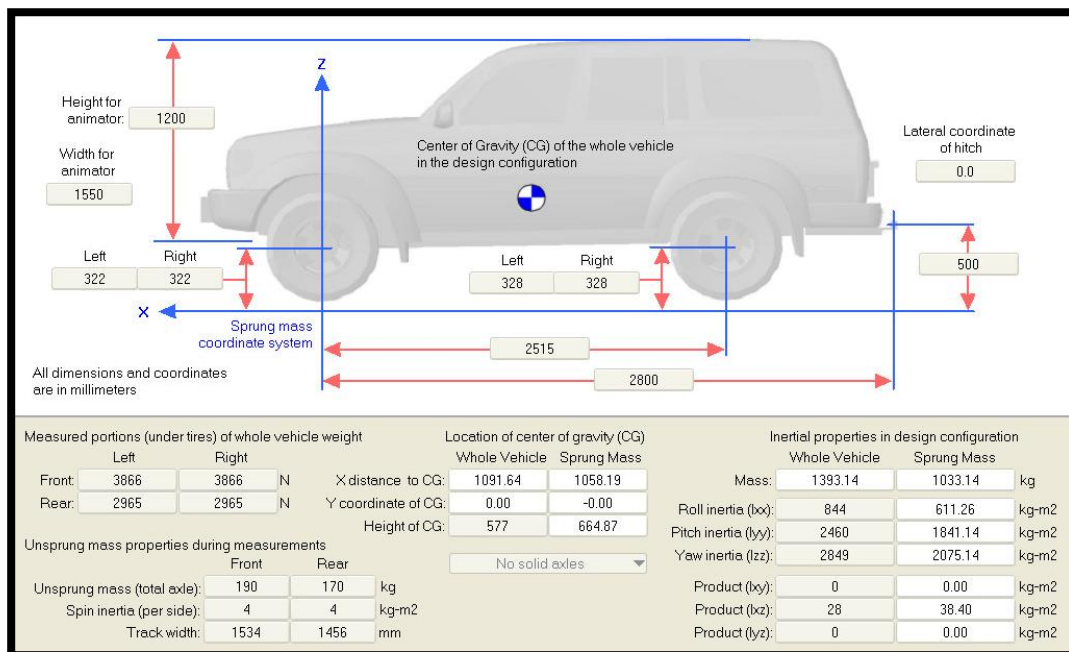 Z
Height for
animator:
1200
Center of Gravity (CG) of the whole vehicle
in the design configuration
Lateral coordinate
of hitch
0.0
Width for
animator
1550
Left Right
322 322
Left Right
328 328
500
X
Sprung mass
coordinate system
2515
2800
All dimensions and coordinates
are in millimeters
Measured portions (under tires) of whole vehicle weight
Left Right
Front: 3866 3866 N
Rear: 2965 2965 N
Unsprung mass properties during measurements
Front Rear
Unsprung mass (total axle): 190 170 kg
Spin inertia (per side): 4 4 kg-m2
Track width: 1534 1456 mm
Location of center of gravity (CG)
Whole Vehicle Sprung Mass
X distance to CG: 1091.64 1058.19
Y coordinate of CG: 0.00 -0.00
Height of CG: 577 664.87
No solid axles
Inertial properties in design configuration
Whole Vehicle Sprung Mass
Mass: 1393.14 1033.14 kg
Roll inertia (Ixx): 844 611.26 kg-m2
Pitch inertia (Iyy): 2460 1841.14 kg-m2
Yaw inertia (Izz): 2849 2075.14 kg-m2
Product (Ixy): 0 0.00 kg-m2
Product (Ixz): 28 38.40 kg-m2
Product (Iyz): 0 0.00 kg-m2